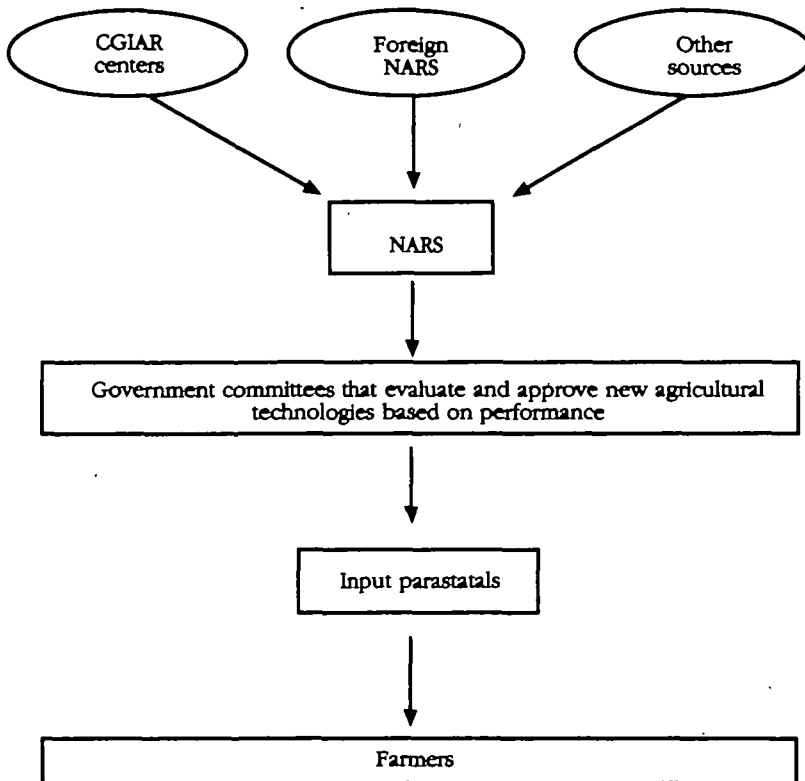 CGIAR
centers
Foreign
NARS
Other
sources
NARS
Government committees that evaluate and approve new agricultural
technologies based on performance
Input parastatals
Farmers